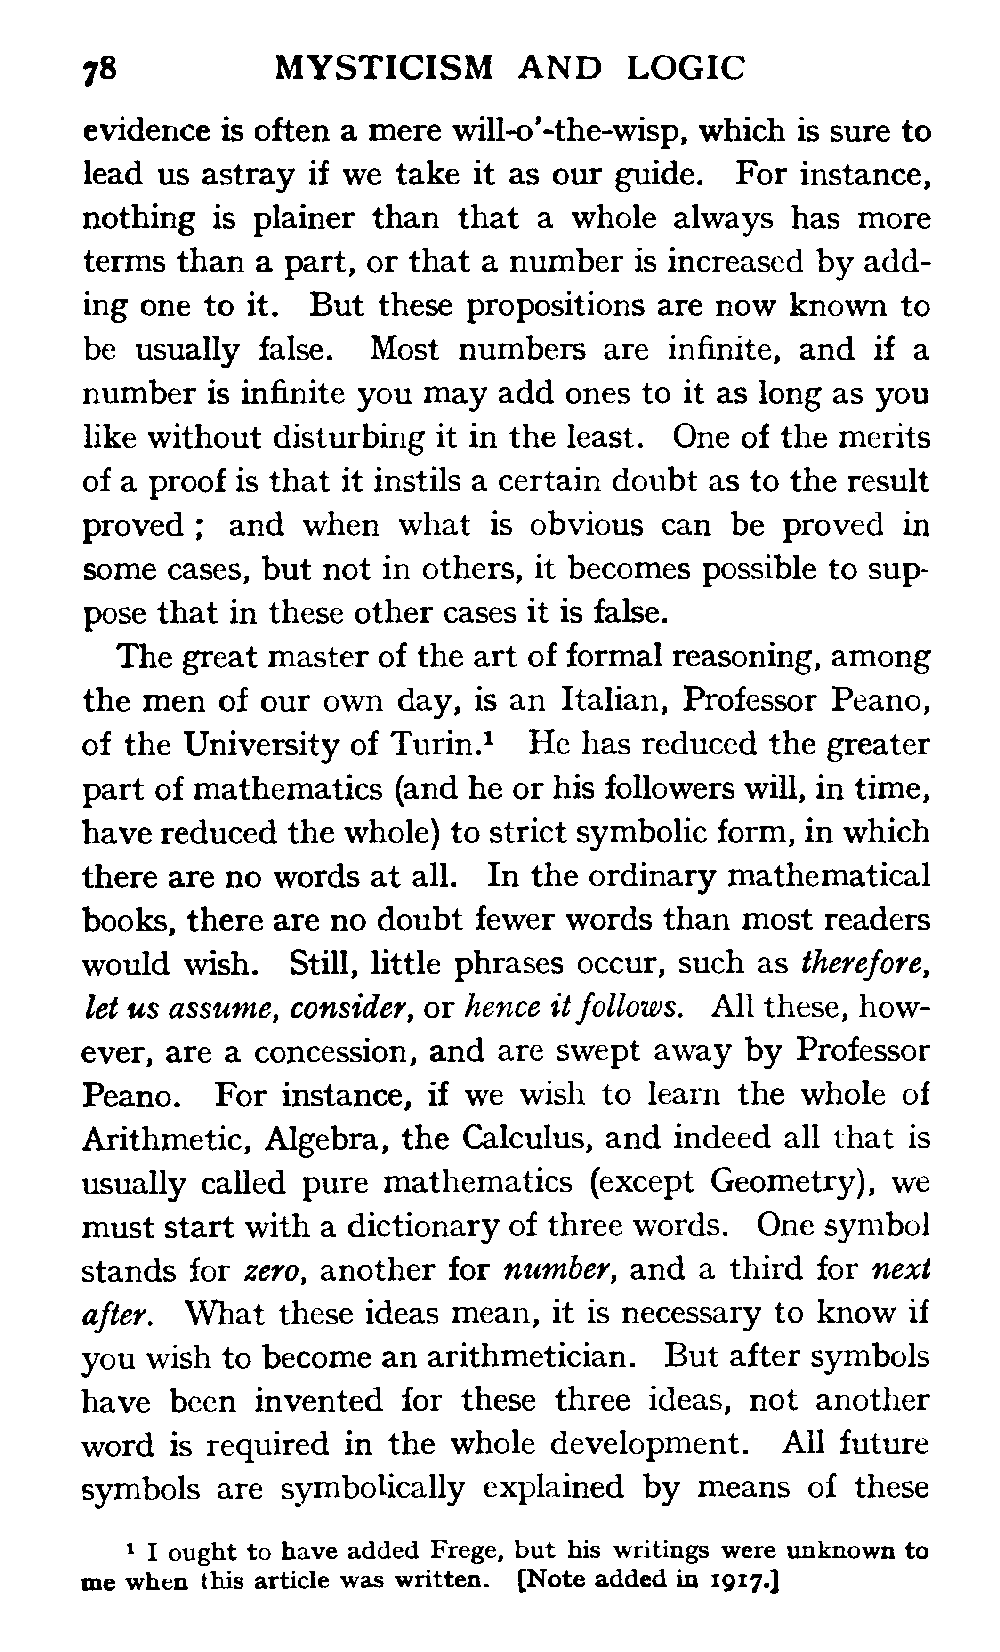 78 MYSTICISM AND LOGIC
evidence is often a mere will-o'-the-wisp, which is sure to
lead us astray if we take it as our guide. For instance,
nothing is plainer than that a whole always has more
terms than a part, or that a number is increased by add-
ing one to it. But these propositions are now known to
be usually false. Most numbers are infinite, and if a
number is infinite you may add ones to it as long as you
like without disturbing it in the least. One of the merits
of a proof is that it instils a certain doubt as to the result
proved ; and when what is obvious can be proved in
some cases, but not in others, it becomes possible to sup-
pose that in these other cases it is false.
The great master of the art of formal reasoning, among
the men of our own day, is an Italian, Professor Peano,
of the University of Turin.¹ He has reduced the greater
part of mathematics (and he or his followers will, in time,
have reduced the whole) to strict symbolic form, in which
there are no words at all. In the ordinary mathematical
books, there are no doubt fewer words than most readers
would wish. Still, little phrases occur, such as therefore,
let us assume, consider, or hence it follows. All these, how-
ever, are a concession, and are swept away by Professor
Peano. For instance, if we wish to learn the whole of
Arithmetic, Algebra, the Calculus, and indeed all that is
usually called pure mathematics (except Geometry), we
must start with a dictionary of three words. One symbol
stands for zero, another for number, and a third for next
after. What these ideas mean, it is necessary to know if
you wish to become an arithmetician. But after symbols
have been invented for these three ideas, not another
word is required in the whole development. All future
symbols are symbolically explained by means of these
¹ I ought to have added Frege, but his writings were unknown to
me when this article was written. [Note added in 1917.]